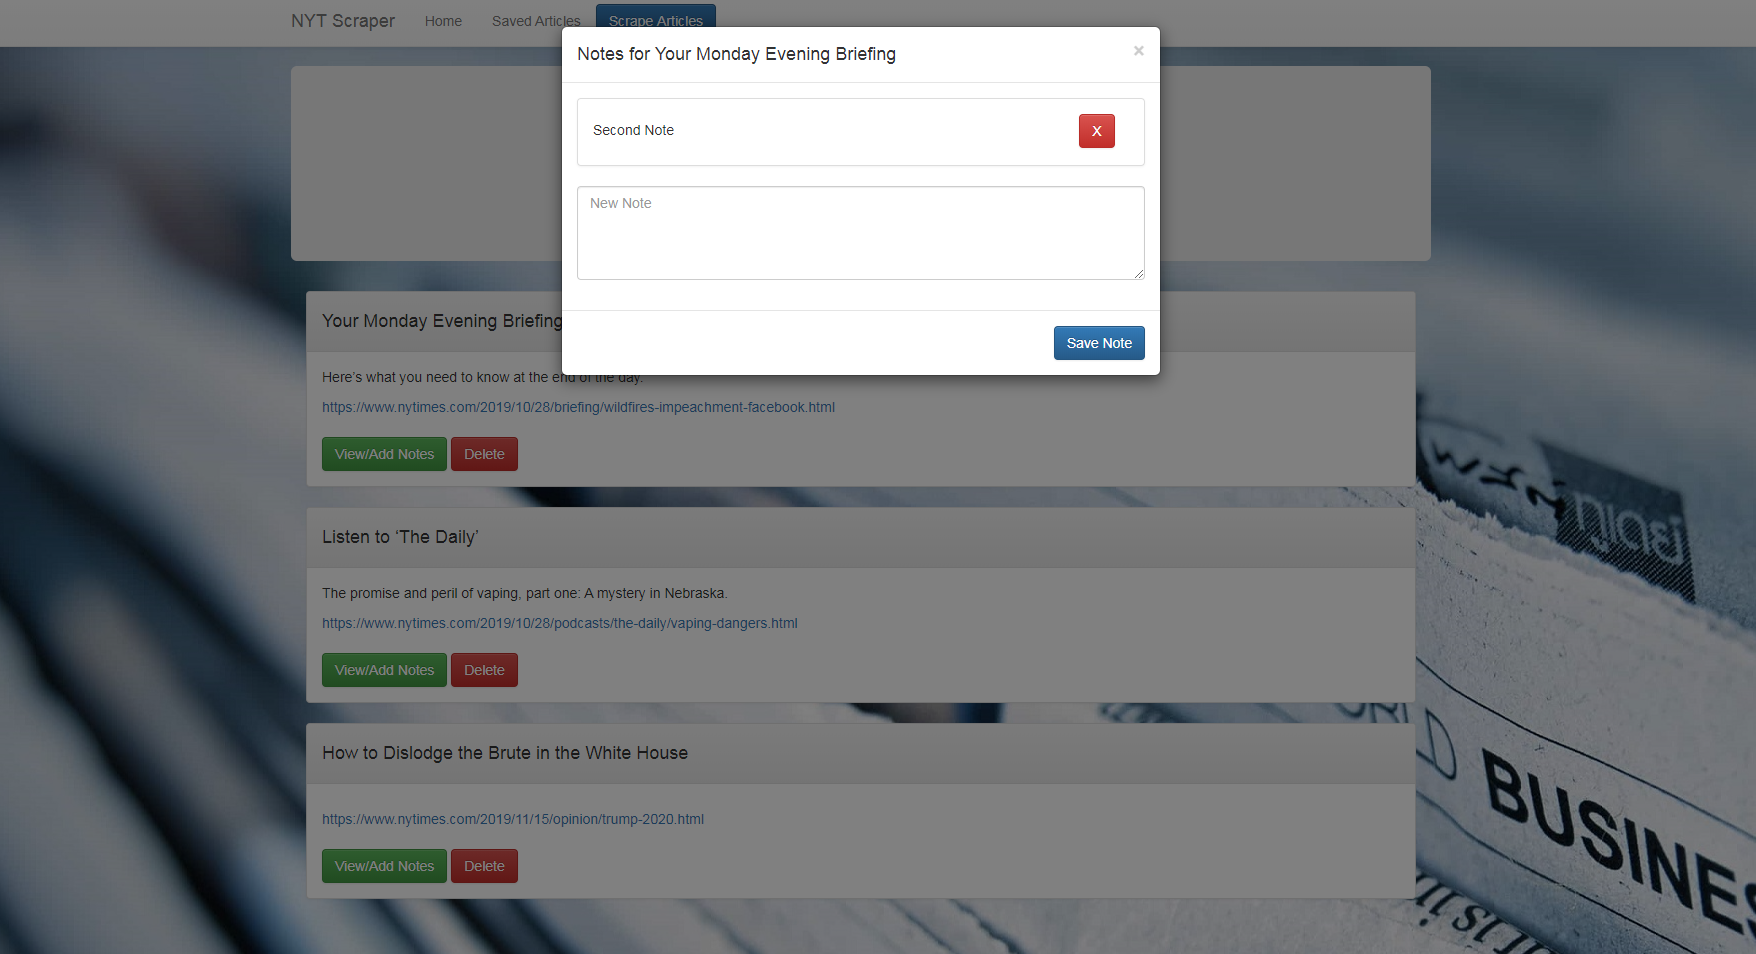 NYT Scraper Home Saved Articles Scrape Articles
Notes for Your Monday Evening Briefing ×
Second Note X
New Note
Save Note
Your Monday Evening Briefing
Here's what you need to know at the end of the day.
https://www.nytimes.com/2019/10/28/briefing/wildfires-impeachment-facebook.html
View/Add Notes Delete
Listen to ‘The Daily’
The promise and peril of vaping, part one: A mystery in Nebraska.
https://www.nytimes.com/2019/10/28/podcasts/the-daily/vaping-dangers.html
View/Add Notes Delete
How to Dislodge the Brute in the White House
https://www.nytimes.com/2019/11/15/opinion/trump-2020.html
View/Add Notes Delete
BUSINES